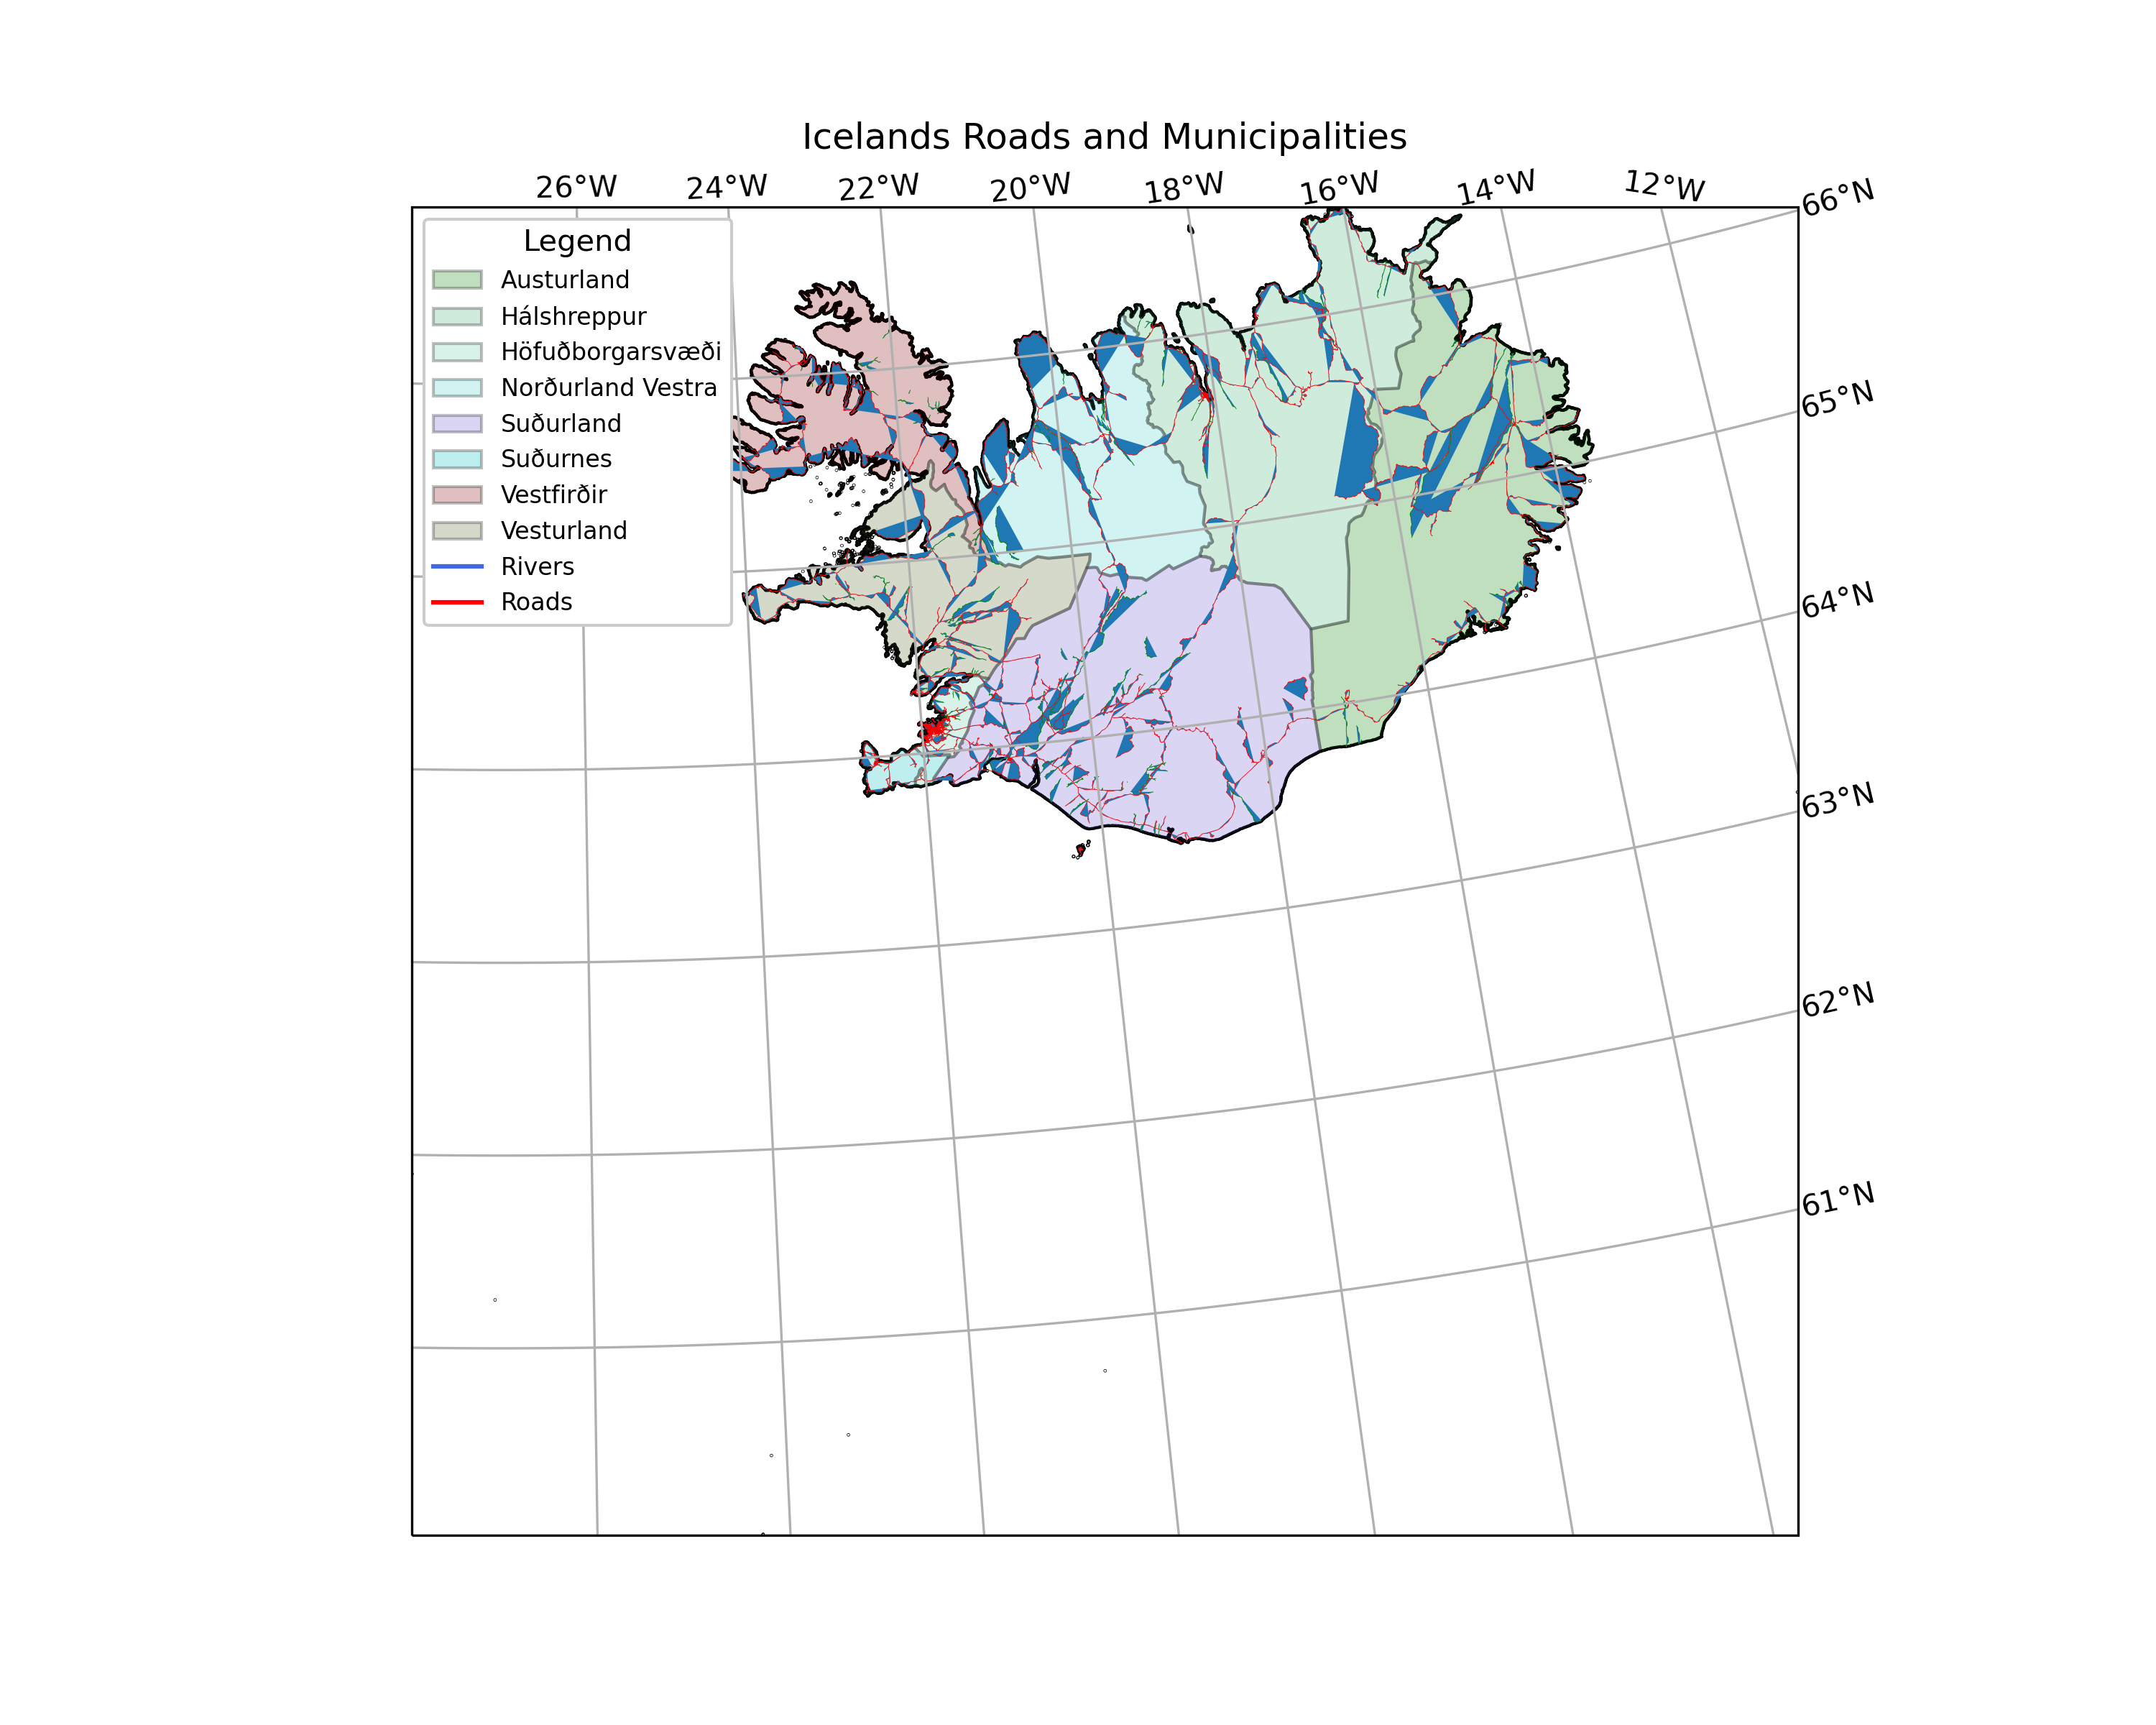 Icelands Roads and Municipalities
26°W 24°W 22°W 20°W 18°W 16°W 14°W 12°W
66°N
Legend
Austurland
Hálshreppur
Höfuðborgarsvæði
Norðurland Vestra
Suðurland
Suðurnes
Vestfirðir
Vesturland
Rivers
Roads
65°N
64°N
63°N
62°N
61°N